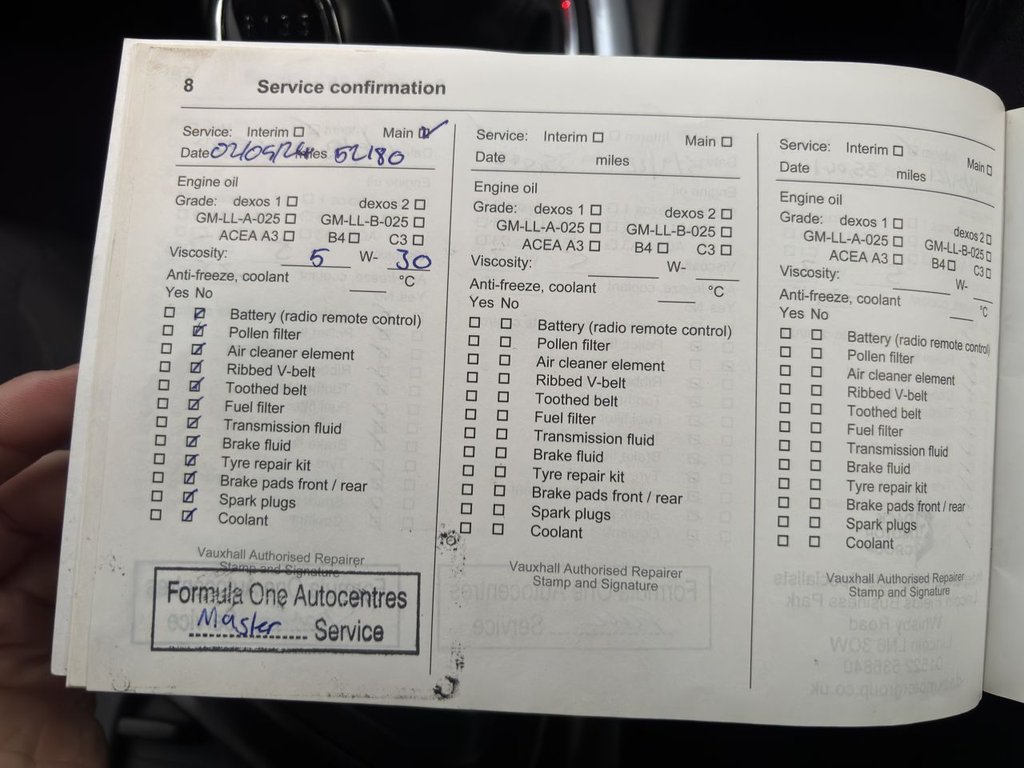 8 Service confirmation
Service: Interim ☐ Main ☑
Date 02/09/24 miles 52180
Engine oil
Grade: dexos 1 ☐ dexos 2 ☐
GM-LL-A-025 ☐ GM-LL-B-025 ☐
ACEA A3 ☐ B4 ☐ C3 ☐
Viscosity: 5 W- 30
Anti-freeze, coolant ____ °C
Yes No
☐ ☑ Battery (radio remote control)
☐ ☑ Pollen filter
☐ ☑ Air cleaner element
☐ ☑ Ribbed V-belt
☐ ☑ Toothed belt
☐ ☑ Fuel filter
☐ ☑ Transmission fluid
☐ ☑ Brake fluid
☐ ☑ Tyre repair kit
☐ ☑ Brake pads front / rear
☐ ☑ Spark plugs
☐ ☑ Coolant
Vauxhall Authorised Repairer
Stamp and Signature
Formula One Autocentres
Master Service
Service: Interim ☐ Main ☐
Date miles
Engine oil
Grade: dexos 1 ☐ dexos 2 ☐
GM-LL-A-025 ☐ GM-LL-B-025 ☐
ACEA A3 ☐ B4 ☐ C3 ☐
Viscosity: ____ W- ____
Anti-freeze, coolant ____ °C
Yes No
☐ ☐ Battery (radio remote control)
☐ ☐ Pollen filter
☐ ☐ Air cleaner element
☐ ☐ Ribbed V-belt
☐ ☐ Toothed belt
☐ ☐ Fuel filter
☐ ☐ Transmission fluid
☐ ☐ Brake fluid
☐ ☐ Tyre repair kit
☐ ☐ Brake pads front / rear
☐ ☐ Spark plugs
☐ ☐ Coolant
Vauxhall Authorised Repairer
Stamp and Signature
Service: Interim ☐ Main ☐
Date miles
Engine oil
Grade: dexos 1 ☐ dexos 2 ☐
GM-LL-A-025 ☐ GM-LL-B-025 ☐
ACEA A3 ☐ B4 ☐ C3 ☐
Viscosity: ____ W- ____
Anti-freeze, coolant ____ °C
Yes No
☐ ☐ Battery (radio remote control)
☐ ☐ Pollen filter
☐ ☐ Air cleaner element
☐ ☐ Ribbed V-belt
☐ ☐ Toothed belt
☐ ☐ Fuel filter
☐ ☐ Transmission fluid
☐ ☐ Brake fluid
☐ ☐ Tyre repair kit
☐ ☐ Brake pads front / rear
☐ ☐ Spark plugs
☐ ☐ Coolant
Vauxhall Authorised Repairer
Stamp and Signature